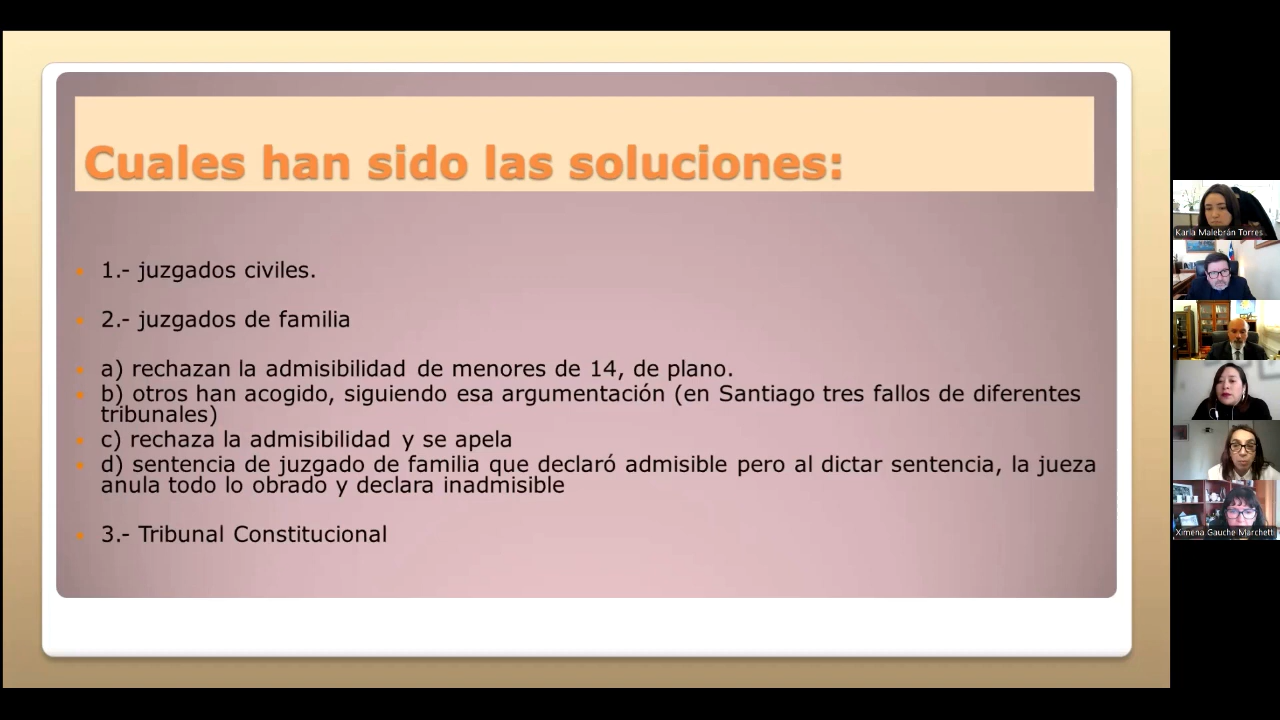 Cuales han sido las soluciones:
1.- juzgados civiles.
2.- juzgados de familia
a) rechazan la admisibilidad de menores de 14, de plano.
b) otros han acogido, siguiendo esa argumentación (en Santiago tres fallos de diferentes
tribunales)
c) rechaza la admisibilidad y se apela
d) sentencia de juzgado de familia que declaró admisible pero al dictar sentencia, la jueza
anula todo lo obrado y declara inadmisible
3.- Tribunal Constitucional
Karla Malebrán Torres
Ximena Gauche Marchetti